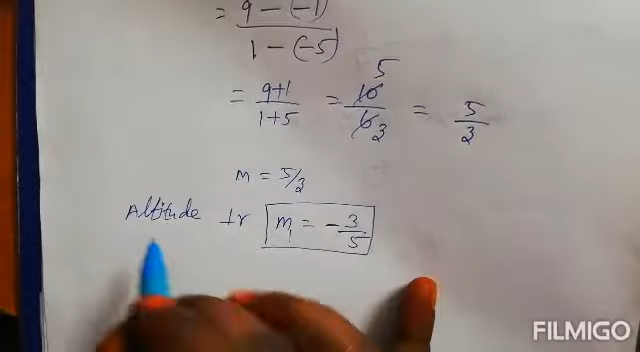 = 9 - (-1) / 1 - (-5)
= 9+1 / 1+5 = 10 5 / 6 3 = 5 / 3
m = 5/3
Altitude ⊥r m₁ = - 3 / 5
FILMIGO